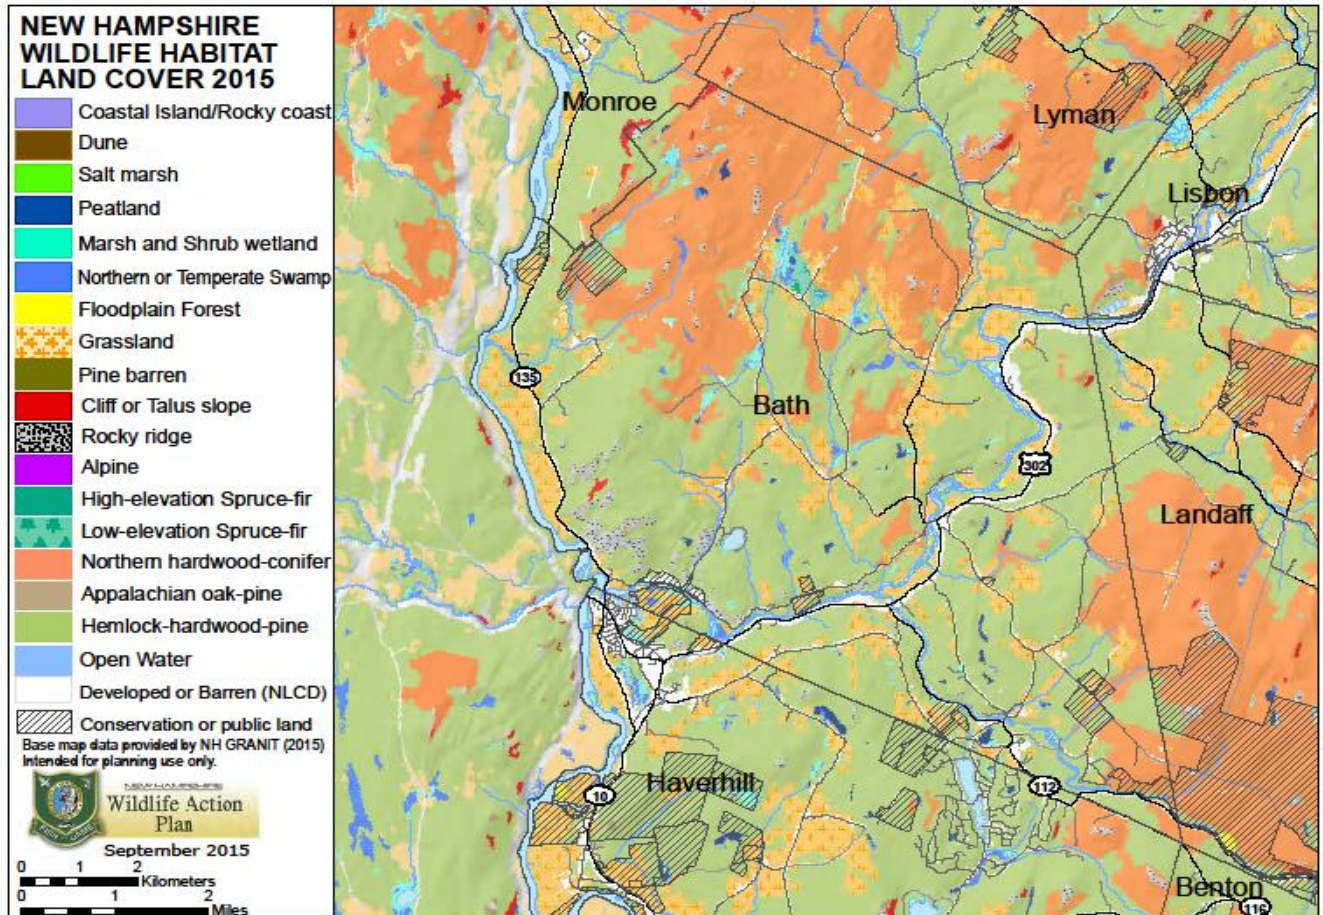 NEW HAMPSHIRE
WILDLIFE HABITAT
LAND COVER 2015
Coastal Island/Rocky coast
Dune
Salt marsh
Peatland
Marsh and Shrub wetland
Northern or Temperate Swamp
Floodplain Forest
Grassland
Pine barren
Cliff or Talus slope
Rocky ridge
Alpine
High-elevation Spruce-fir
Low-elevation Spruce-fir
Northern hardwood-conifer
Appalachian oak-pine
Hemlock-hardwood-pine
Open Water
Developed or Barren (NLCD)
Conservation or public land
Base map data provided by NH GRANIT (2015)
Intended for planning use only.
Wildlife Action
Plan
September 2015
0 1 2
Kilometers
0 1 2
Miles
Monroe
Lyman
Lisbon
135
Bath
302
Landaff
Haverhill
10
112
Benton
116